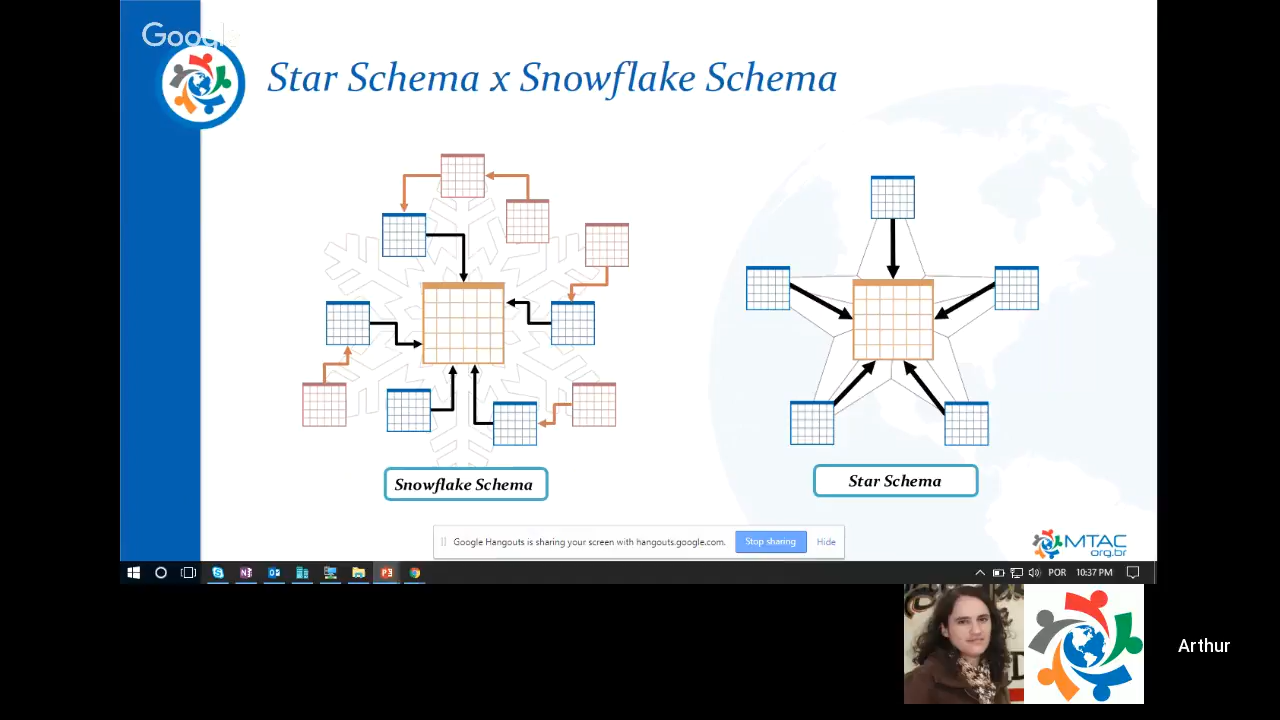 Google
Star Schema x Snowflake Schema
Snowflake Schema
Star Schema
Google Hangouts is sharing your screen with hangouts.google.com.
Stop sharing
Hide
MTAC
org.br
POR
10:37 PM
Arthur